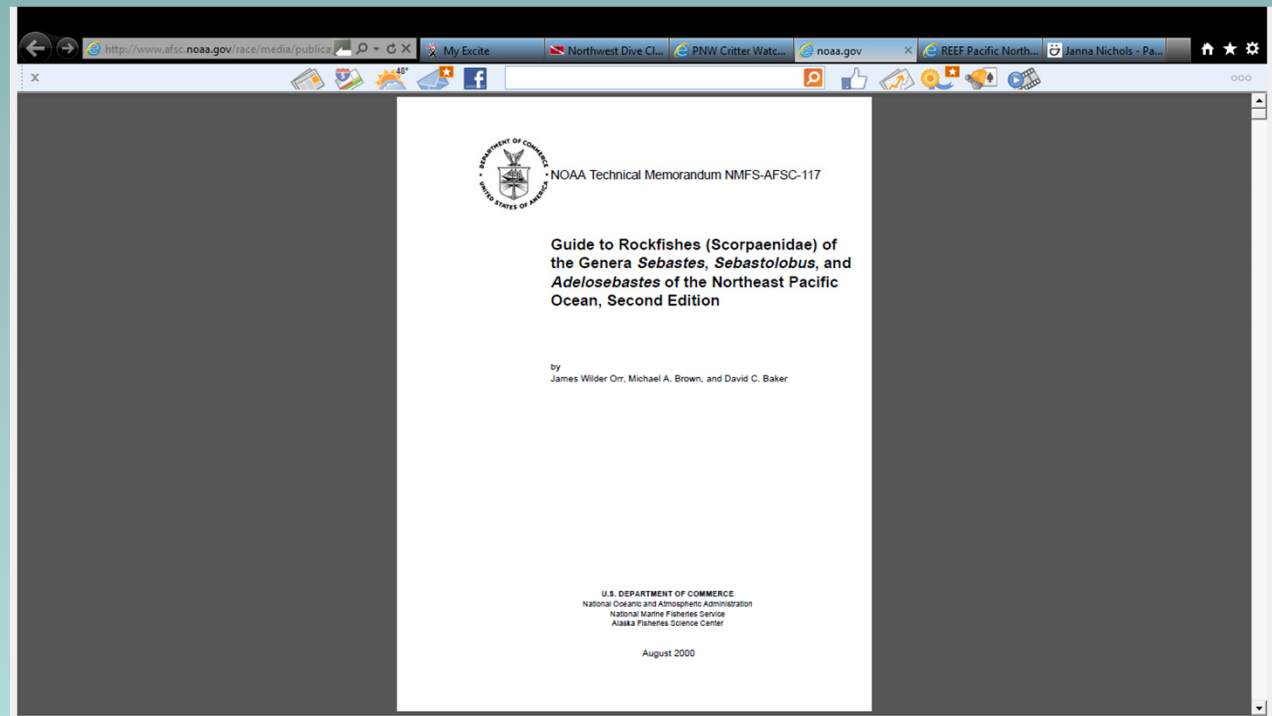 http://www.afsc.noaa.gov/race/media/publica
My Excite
Northwest Dive Cl...
PNW Critter Watc...
noaa.gov
REEF Pacific North...
Janna Nichols - Pa...
48°
DEPARTMENT OF COMMERCE
UNITED STATES OF AMERICA
NOAA Technical Memorandum NMFS-AFSC-117
Guide to Rockfishes (Scorpaenidae) of
the Genera Sebastes, Sebastolobus, and
Adelosebastes of the Northeast Pacific
Ocean, Second Edition
by
James Wilder Orr, Michael A. Brown, and David C. Baker
U.S. DEPARTMENT OF COMMERCE
National Oceanic and Atmospheric Administration
National Marine Fisheries Service
Alaska Fisheries Science Center
August 2000